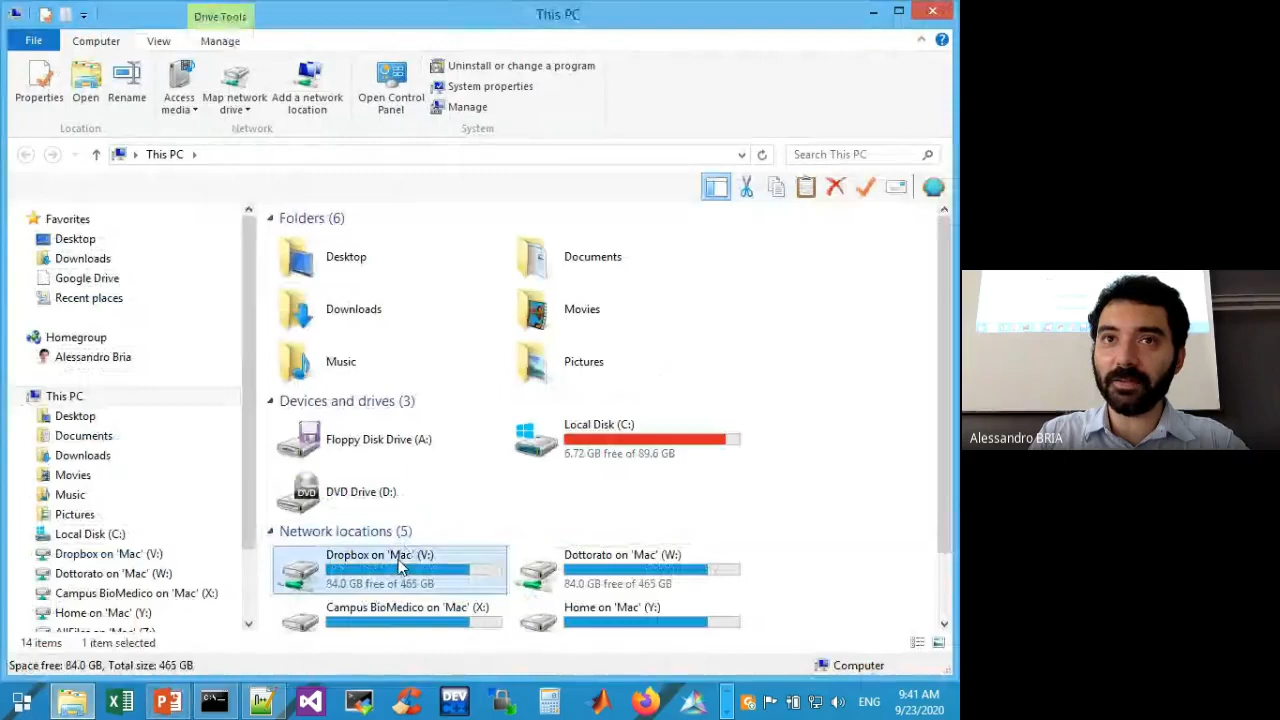 Drive Tools
This PC
File
Computer
View
Manage
Properties
Open
Rename
Access media
Map network drive
Add a network location
Open Control Panel
Uninstall or change a program
System properties
Manage
Location
Network
System
This PC
Search This PC
Favorites
Desktop
Downloads
Google Drive
Recent places
Homegroup
Alessandro Bria
This PC
Desktop
Documents
Downloads
Movies
Music
Pictures
Local Disk (C:)
Dropbox on 'Mac' (V:)
Dottorato on 'Mac' (W:)
Campus BioMedico on 'Mac' (X:)
Home on 'Mac' (Y:)
AllFiles on 'Mac' (Z:)
Folders (6)
Desktop
Documents
Downloads
Movies
Music
Pictures
Devices and drives (3)
Floppy Disk Drive (A:)
Local Disk (C:)
6.72 GB free of 89.6 GB
DVD Drive (D:)
DVD
Network locations (5)
Dropbox on 'Mac' (V:)
84.0 GB free of 465 GB
Dottorato on 'Mac' (W:)
84.0 GB free of 465 GB
Campus BioMedico on 'Mac' (X:)
Home on 'Mac' (Y:)
14 items
1 item selected
Space free: 84.0 GB, Total size: 465 GB
Computer
DEV
ENG
9:41 AM
9/23/2020
Alessandro BRIA